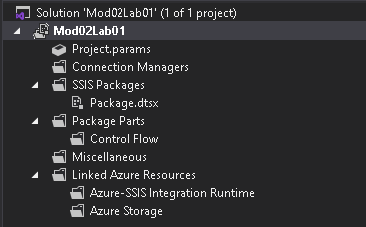 Solution 'Mod02Lab01' (1 of 1 project)
Mod02Lab01
Project.params
Connection Managers
SSIS Packages
Package.dtsx
Package Parts
Control Flow
Miscellaneous
Linked Azure Resources
Azure-SSIS Integration Runtime
Azure Storage